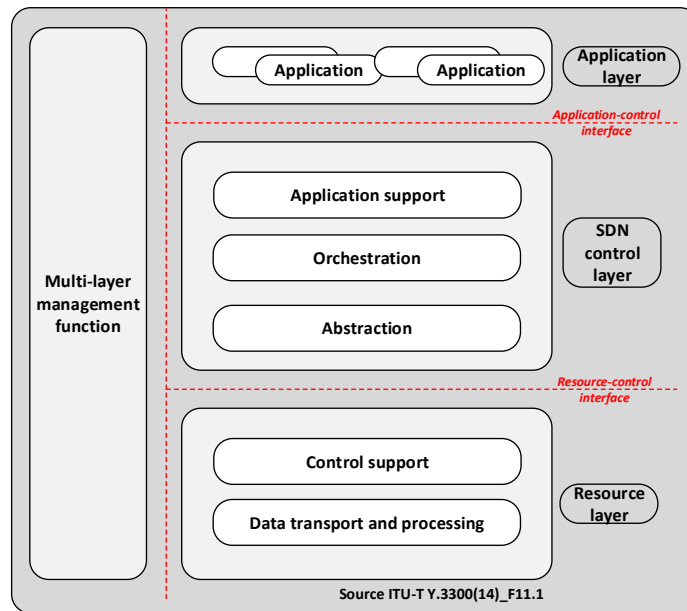 Application
Application
Application
layer
Application-control
interface
Application support
Orchestration
Abstraction
SDN
control
layer
Multi-layer
management
function
Resource-control
interface
Control support
Data transport and processing
Resource
layer
Source ITU-T Y.3300(14)_F11.1